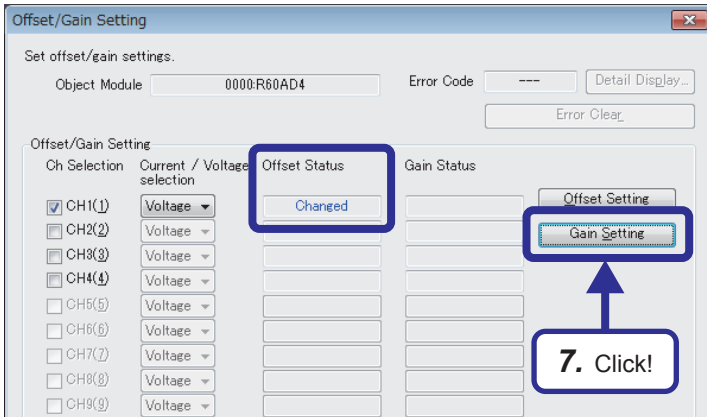 Offset/Gain Setting
Set offset/gain settings.
Object Module 0000:R60AD4 Error Code --- Detail Display...
Error Clear
Offset/Gain Setting
Ch Selection Current / Voltage selection Offset Status Gain Status
CH1(1) Voltage Changed Offset Setting
CH2(2) Voltage Gain Setting
CH3(3) Voltage
CH4(4) Voltage
CH5(5) Voltage
CH6(6) Voltage
CH7(7) Voltage
CH8(8) Voltage
CH9(9) Voltage
7. Click!